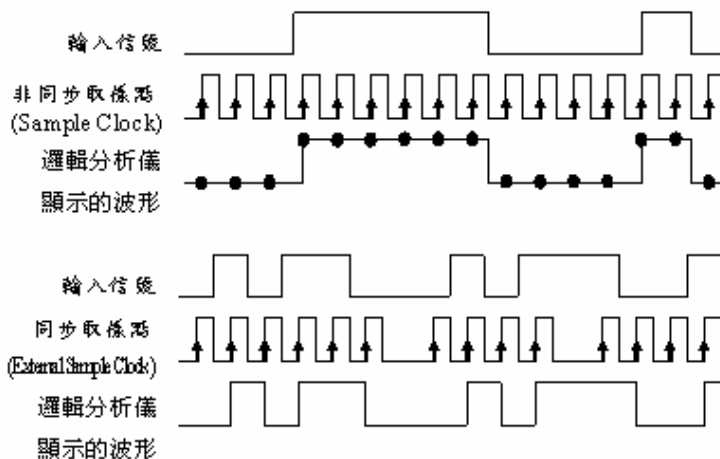 輸入信號
非同步取樣點
(Sample Clock)
邏輯分析儀
顯示的波形
輸入信號
同步取樣點
(External Sample Clock)
邏輯分析儀
顯示的波形